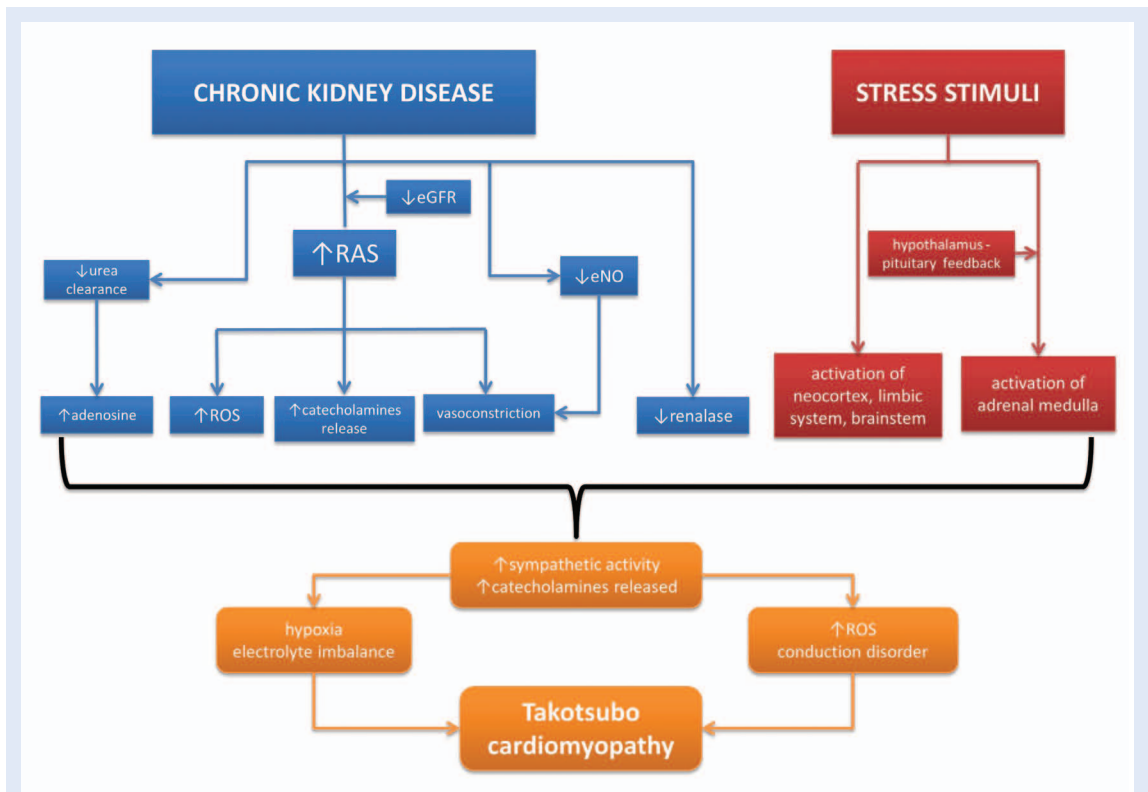 CHRONIC KIDNEY DISEASE
STRESS STIMULI
↓eGFR
↑RAS
hypothalamus -
pituitary feedback
↓urea
clearance
↓eNO
activation of
neocortex, limbic
system, brainstem
activation of
adrenal medulla
↑adenosine
↑ROS
↑catecholamines
release
vasoconstriction
↓renalase
↑sympathetic activity
↑catecholamines released
hypoxia
electrolyte imbalance
↑ROS
conduction disorder
Takotsubo
cardiomyopathy